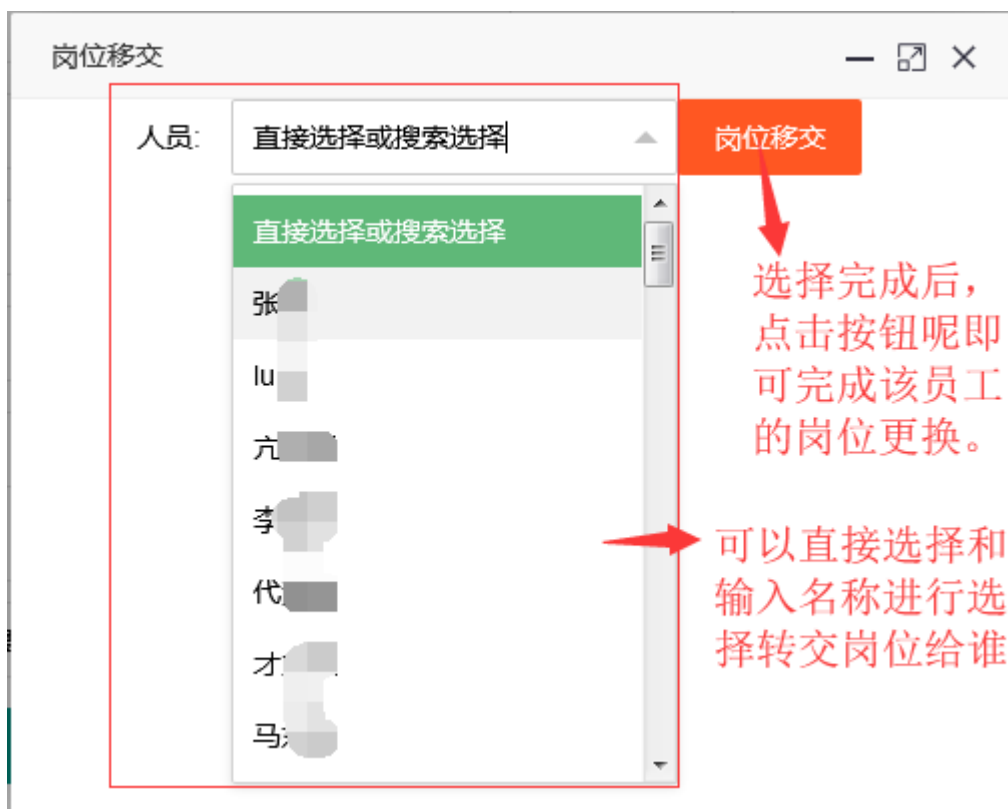 岗位移交
人员:
直接选择或搜索选择
岗位移交
直接选择或搜索选择
张
lu
亢
李
代
才
马
选择完成后，
点击按钮呢即
可完成该员工
的岗位更换。
可以直接选择和
输入名称进行选
择转交岗位给谁